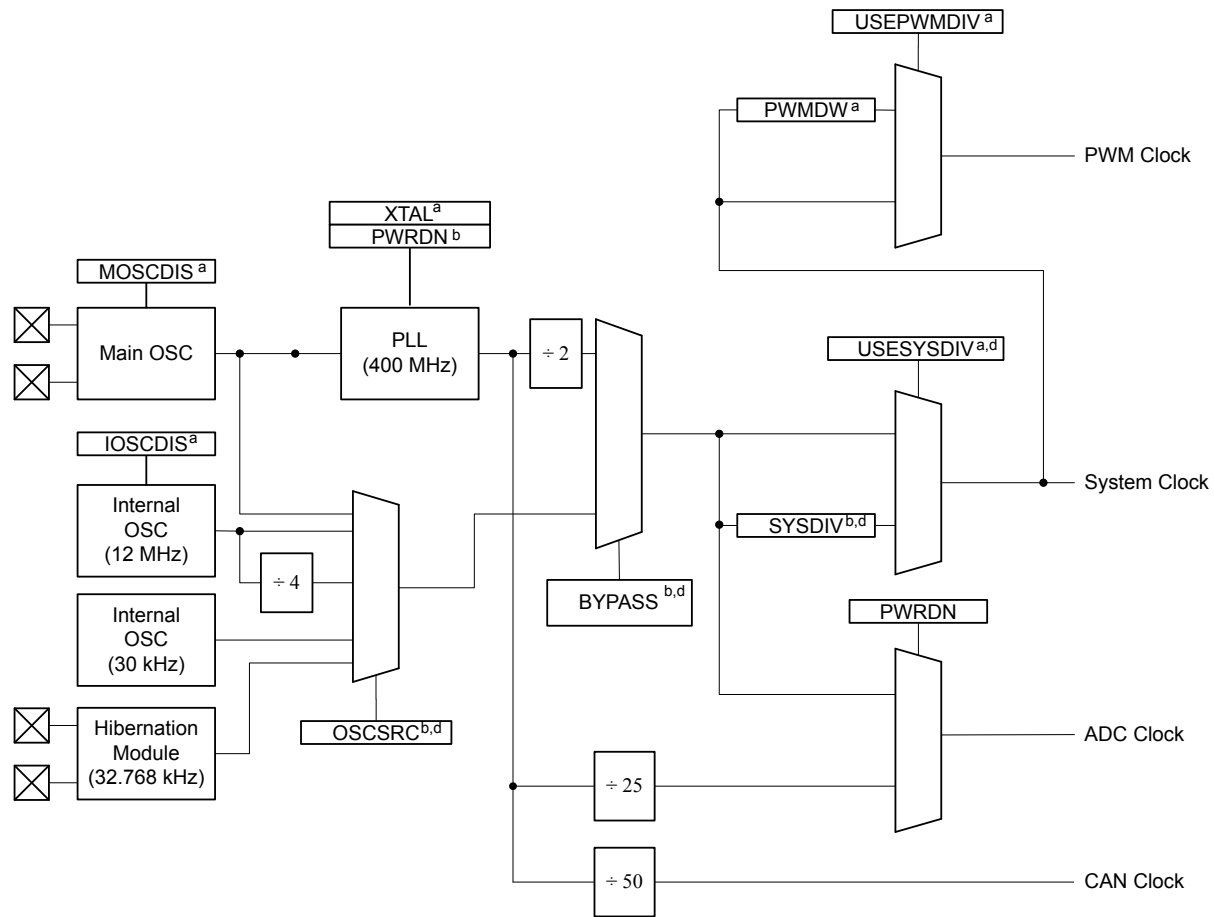 USEPWMDIV a
PWMDW a
PWM Clock
XTAL a
PWRDN b
MOSCDIS a
Main OSC
PLL
(400 MHz)
÷ 2
USESYSDIV a,d
IOSCDIS a
Internal
OSC
(12 MHz)
÷ 4
System Clock
SYSDIV b,d
BYPASS b,d
Internal
OSC
(30 kHz)
PWRDN
OSCSRC b,d
Hibernation
Module
(32.768 kHz)
ADC Clock
÷ 25
÷ 50
CAN Clock